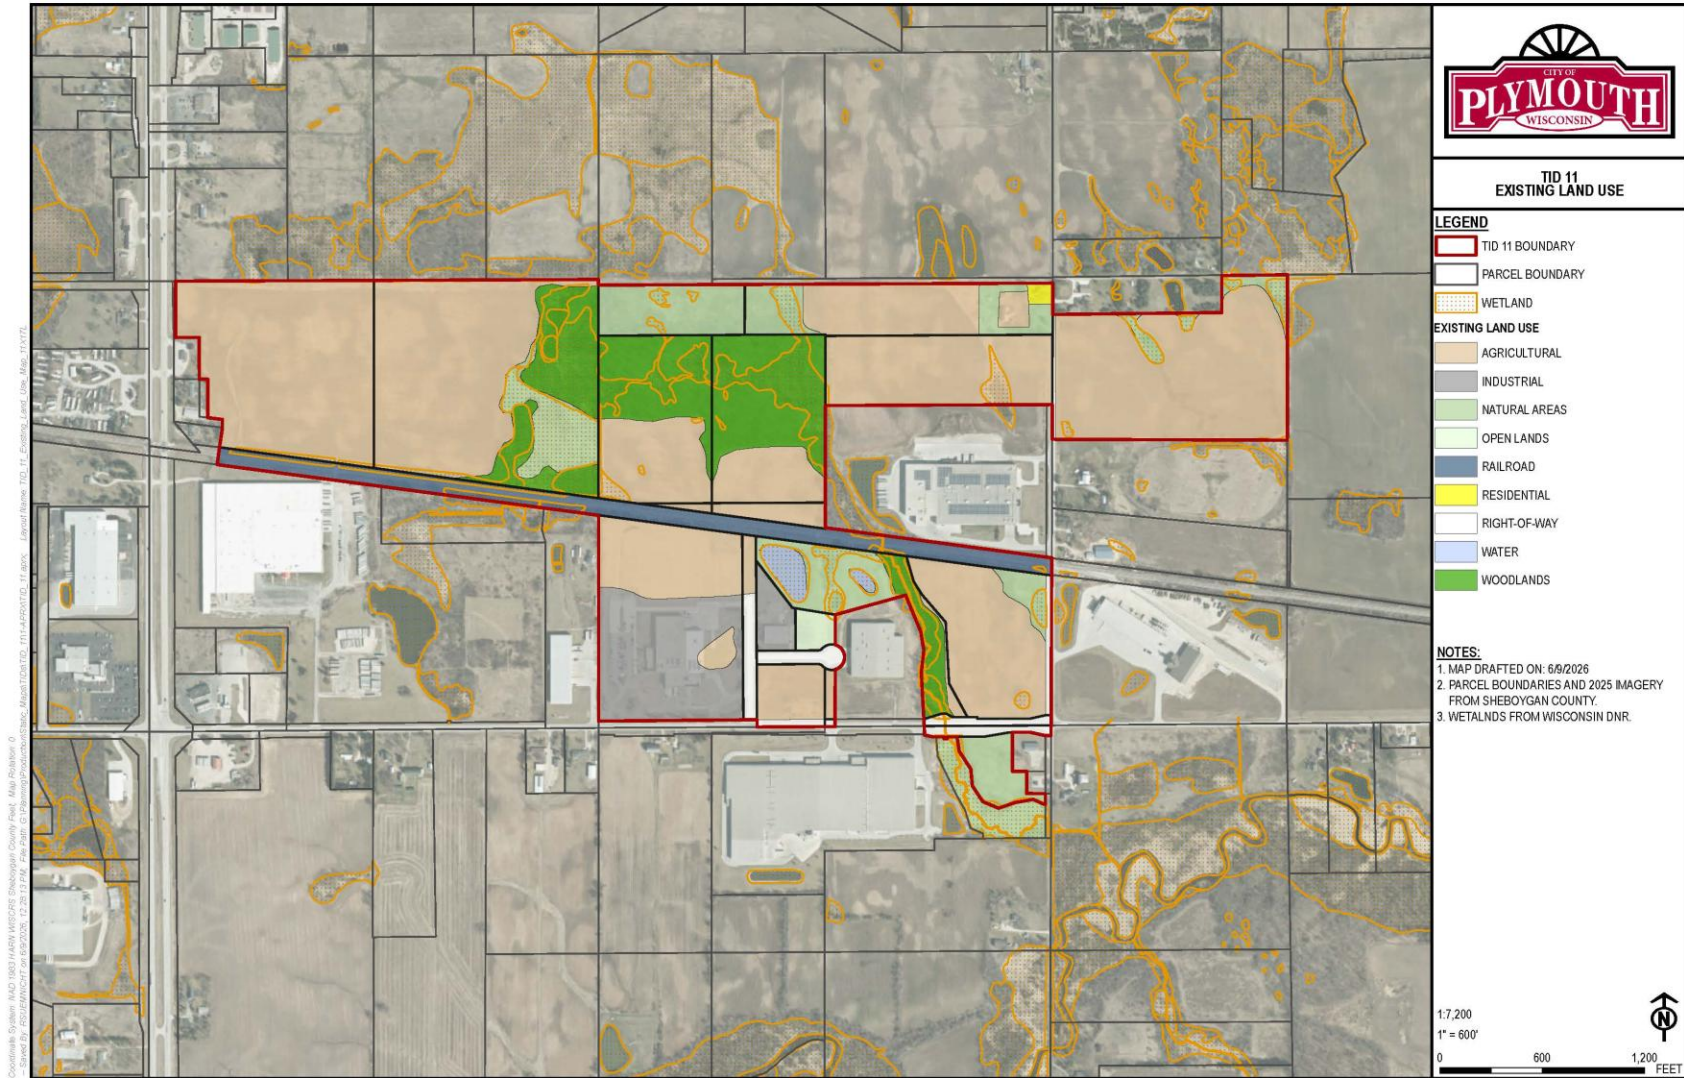 CITY OF
PLYMOUTH
WISCONSIN
TID 11
EXISTING LAND USE
LEGEND
TID 11 BOUNDARY
PARCEL BOUNDARY
WETLAND
EXISTING LAND USE
AGRICULTURAL
INDUSTRIAL
NATURAL AREAS
OPEN LANDS
RAILROAD
RESIDENTIAL
RIGHT-OF-WAY
WATER
WOODLANDS
NOTES:
1. MAP DRAFTED ON: 6/9/2026
2. PARCEL BOUNDARIES AND 2025 IMAGERY
FROM SHEBOYGAN COUNTY.
3. WETALNDS FROM WISCONSIN DNR.
1:7,200
1" = 600'
N
0 600 1,200
FEET